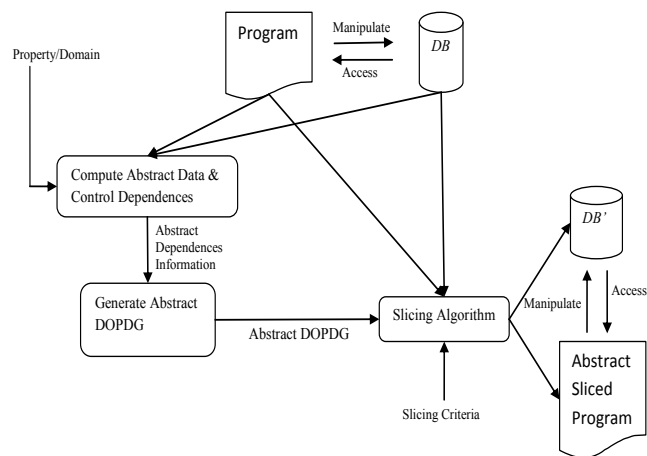 Program
Manipulate
DB
Access
Property/Domain
Compute Abstract Data &
Control Dependences
Abstract
Dependences
Information
DB’
Generate Abstract
DOPDG
Abstract DOPDG
Slicing Algorithm
Manipulate
Access
Slicing Criteria
Abstract
Sliced
Program